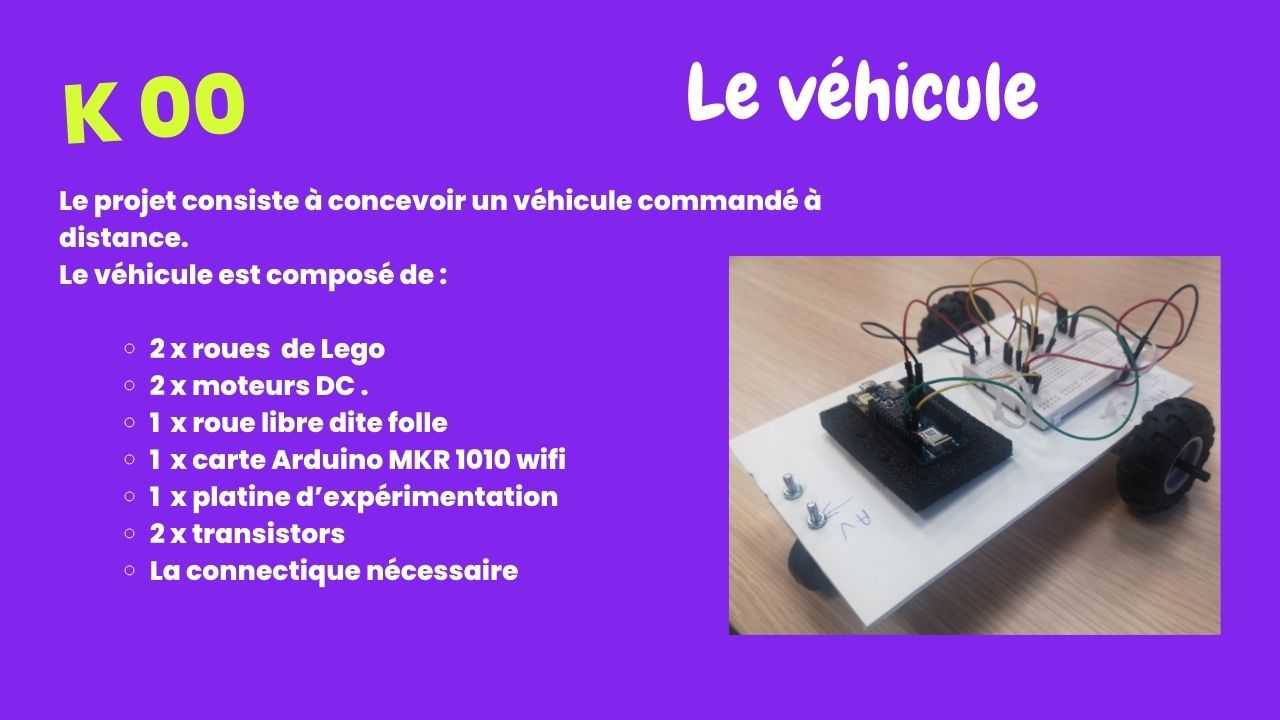 K 00
Le véhicule
Le projet consiste à concevoir un véhicule commandé à
distance.
Le véhicule est composé de :
2 x roues de Lego
2 x moteurs DC .
1 x roue libre dite folle
1 x carte Arduino MKR 1010 wifi
1 x platine d’expérimentation
2 x transistors
La connectique nécessaire
AV